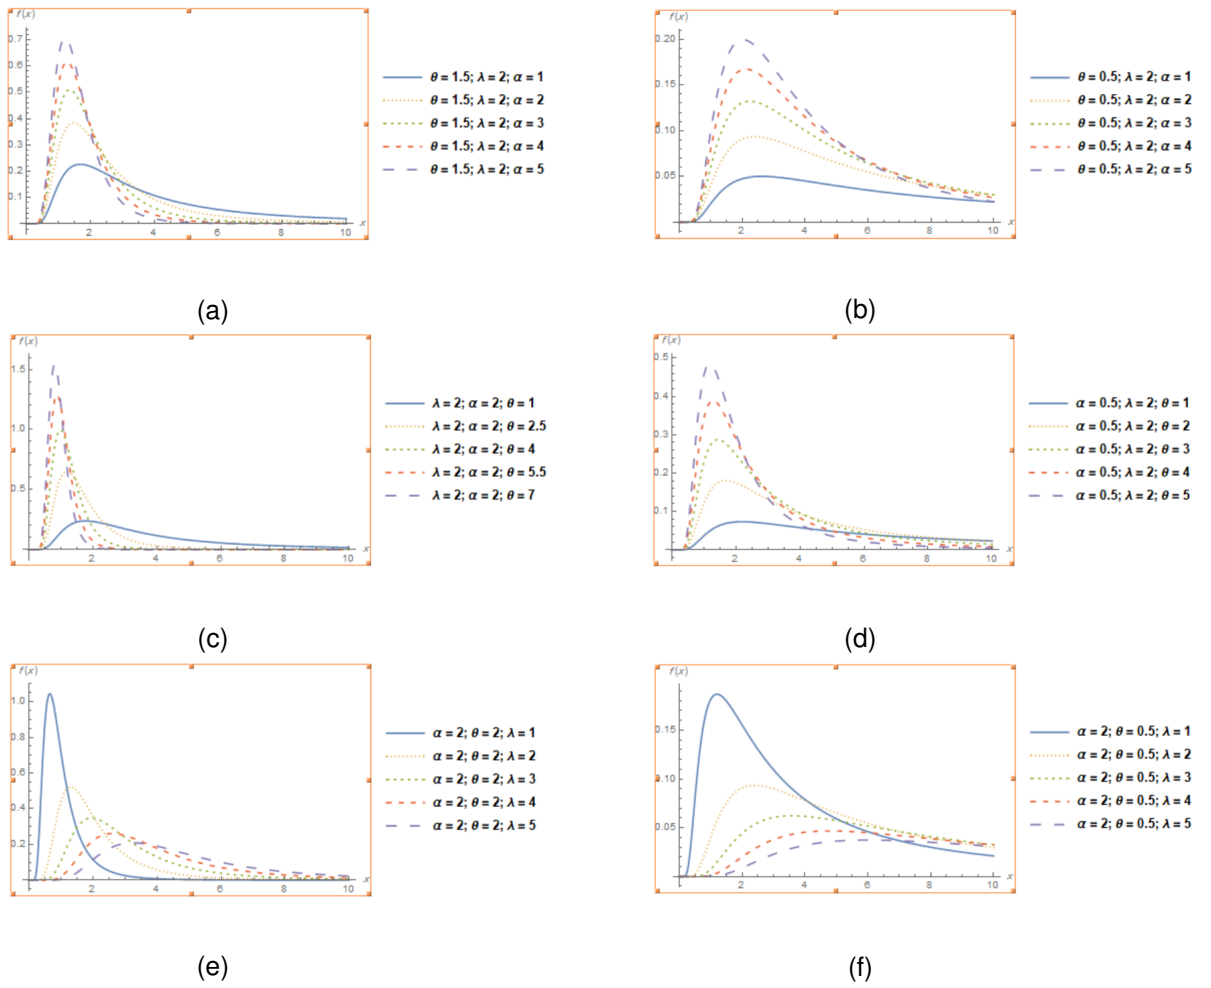 f(x)
0.7
0.6
0.5
0.4
0.3
0.2
0.1
2 4 6 8 10 x
θ = 1.5; λ = 2; α = 1
θ = 1.5; λ = 2; α = 2
θ = 1.5; λ = 2; α = 3
θ = 1.5; λ = 2; α = 4
θ = 1.5; λ = 2; α = 5
(a)
f(x)
0.20
0.15
0.10
0.05
2 4 6 8 10 x
θ = 0.5; λ = 2; α = 1
θ = 0.5; λ = 2; α = 2
θ = 0.5; λ = 2; α = 3
θ = 0.5; λ = 2; α = 4
θ = 0.5; λ = 2; α = 5
(b)
f(x)
1.5
1.0
0.5
2 4 6 8 10 x
λ = 2; α = 2; θ = 1
λ = 2; α = 2; θ = 2.5
λ = 2; α = 2; θ = 4
λ = 2; α = 2; θ = 5.5
λ = 2; α = 2; θ = 7
(c)
f(x)
0.5
0.4
0.3
0.2
0.1
2 4 6 8 10 x
α = 0.5; λ = 2; θ = 1
α = 0.5; λ = 2; θ = 2
α = 0.5; λ = 2; θ = 3
α = 0.5; λ = 2; θ = 4
α = 0.5; λ = 2; θ = 5
(d)
f(x)
1.0
0.8
0.6
0.4
0.2
2 4 6 8 10 x
α = 2; θ = 2; λ = 1
α = 2; θ = 2; λ = 2
α = 2; θ = 2; λ = 3
α = 2; θ = 2; λ = 4
α = 2; θ = 2; λ = 5
(e)
f(x)
0.15
0.10
0.05
2 4 6 8 10 x
α = 2; θ = 0.5; λ = 1
α = 2; θ = 0.5; λ = 2
α = 2; θ = 0.5; λ = 3
α = 2; θ = 0.5; λ = 4
α = 2; θ = 0.5; λ = 5
(f)